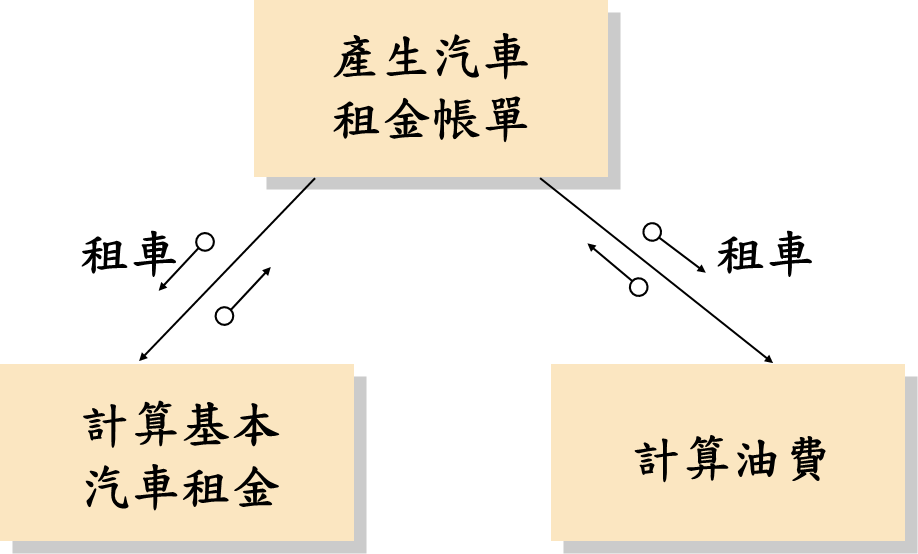 產生汽車
租金帳單
租車
租車
計算基本
汽車租金
計算油費